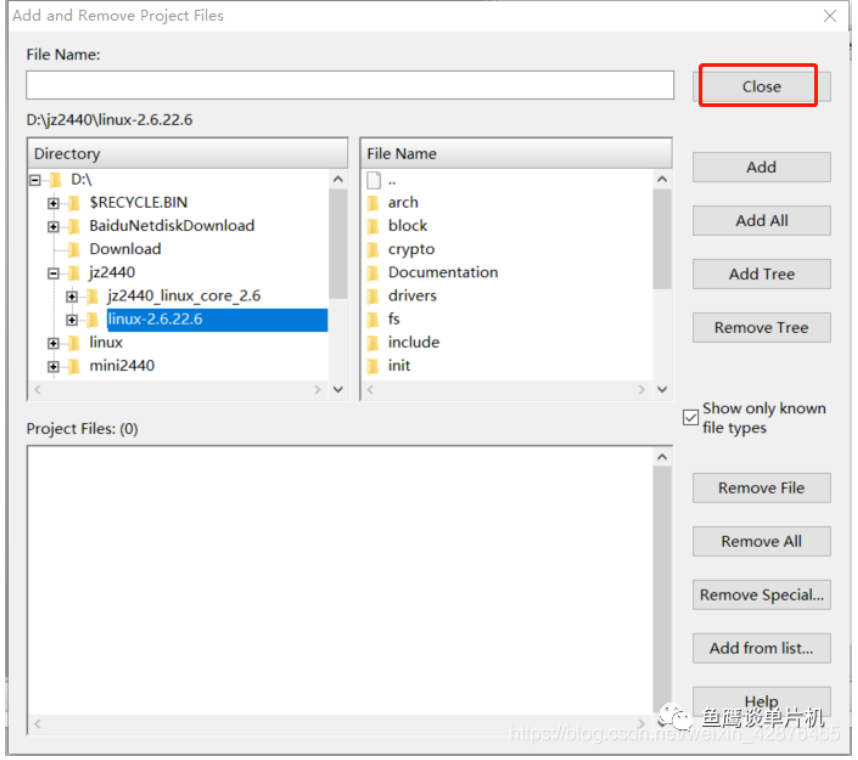 Add and Remove Project Files
File Name:
Close
D:\jz2440\linux-2.6.22.6
Directory
File Name
D:\
..
Add
$RECYCLE.BIN
arch
BaiduNetdiskDownload
block
Add All
Download
crypto
jz2440
Documentation
Add Tree
jz2440_linux_core_2.6
drivers
linux-2.6.22.6
fs
Remove Tree
linux
include
mini2440
init
Show only known
file types
Project Files: (0)
Remove File
Remove All
Remove Special...
Add from list...
Help
鱼鹰谈单片机
https://blog.csdn.net/weixin_42876465